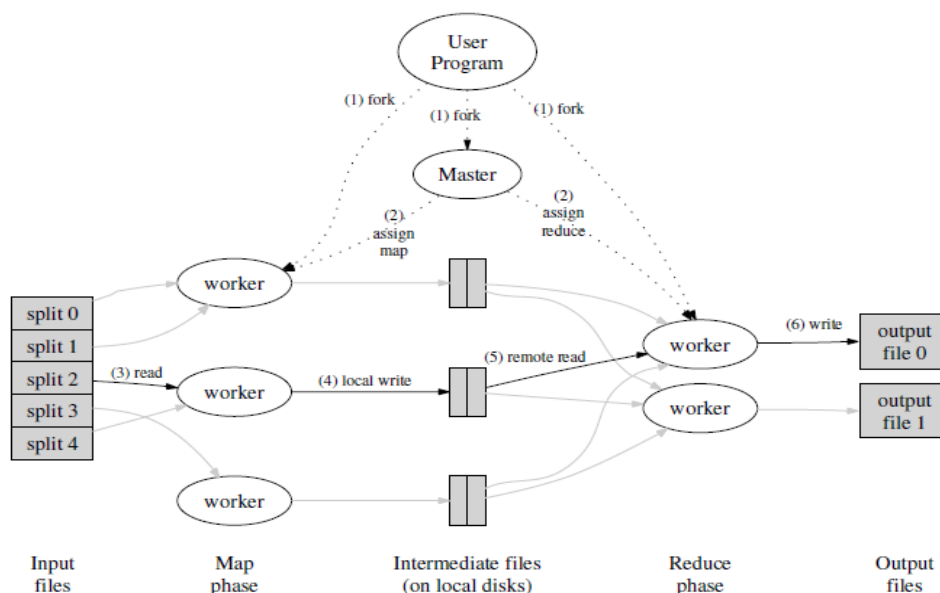 User
Program
(1) fork
(1) fork
(1) fork
Master
(2)
assign
map
(2)
assign
reduce
worker
split 0
split 1
split 2
split 3
split 4
(3) read
worker
(4) local write
(5) remote read
worker
(6) write
output
file 0
worker
output
file 1
worker
Input
files
Map
phase
Intermediate files
(on local disks)
Reduce
phase
Output
files